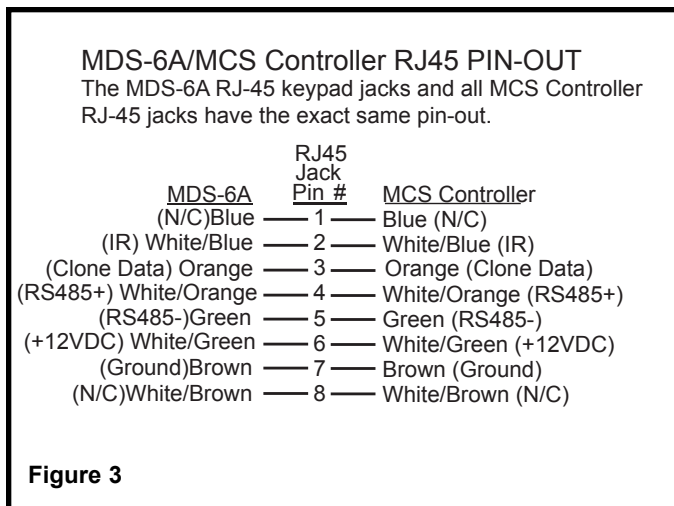 MDS-6A/MCS Controller RJ45 PIN-OUT
The MDS-6A RJ-45 keypad jacks and all MCS Controller
RJ-45 jacks have the exact same pin-out.
RJ45
Jack
MDS-6A Pin # MCS Controller
(N/C)Blue 1 Blue (N/C)
(IR) White/Blue 2 White/Blue (IR)
(Clone Data) Orange 3 Orange (Clone Data)
(RS485+) White/Orange 4 White/Orange (RS485+)
(RS485-)Green 5 Green (RS485-)
(+12VDC) White/Green 6 White/Green (+12VDC)
(Ground)Brown 7 Brown (Ground)
(N/C)White/Brown 8 White/Brown (N/C)
Figure 3